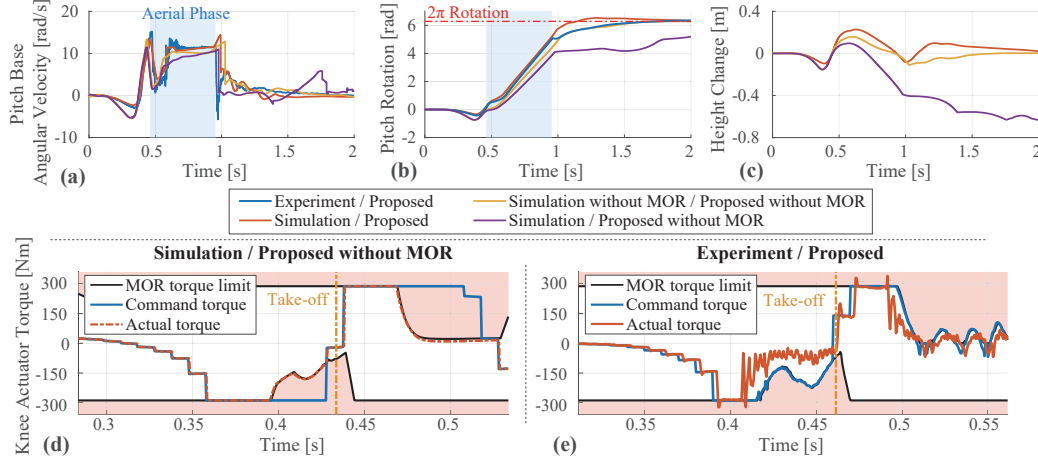 Aerial Phase
Pitch Base
Angular Velocity [rad/s]
20
10
0
-10
0
0.5
1
1.5
2
Time [s]
(a)
2π Rotation
Pitch Rotation [rad]
8
6
4
2
0
-2
0
0.5
1
1.5
2
Time [s]
(b)
Height Change [m]
0.4
0
-0.4
-0.8
0
0.5
1
1.5
2
Time [s]
(c)
Experiment / Proposed
Simulation / Proposed
Simulation without MOR / Proposed without MOR
Simulation / Proposed without MOR
Simulation / Proposed without MOR
Knee Actuator Torque [Nm]
300
150
0
-150
-300
MOR torque limit
Command torque
Actual torque
Take-off
0.3
0.4
0.5
Time [s]
(d)
Experiment / Proposed
300
150
0
-150
-300
MOR torque limit
Command torque
Actual torque
Take-off
0.35
0.4
0.45
0.5
0.55
Time [s]
(e)